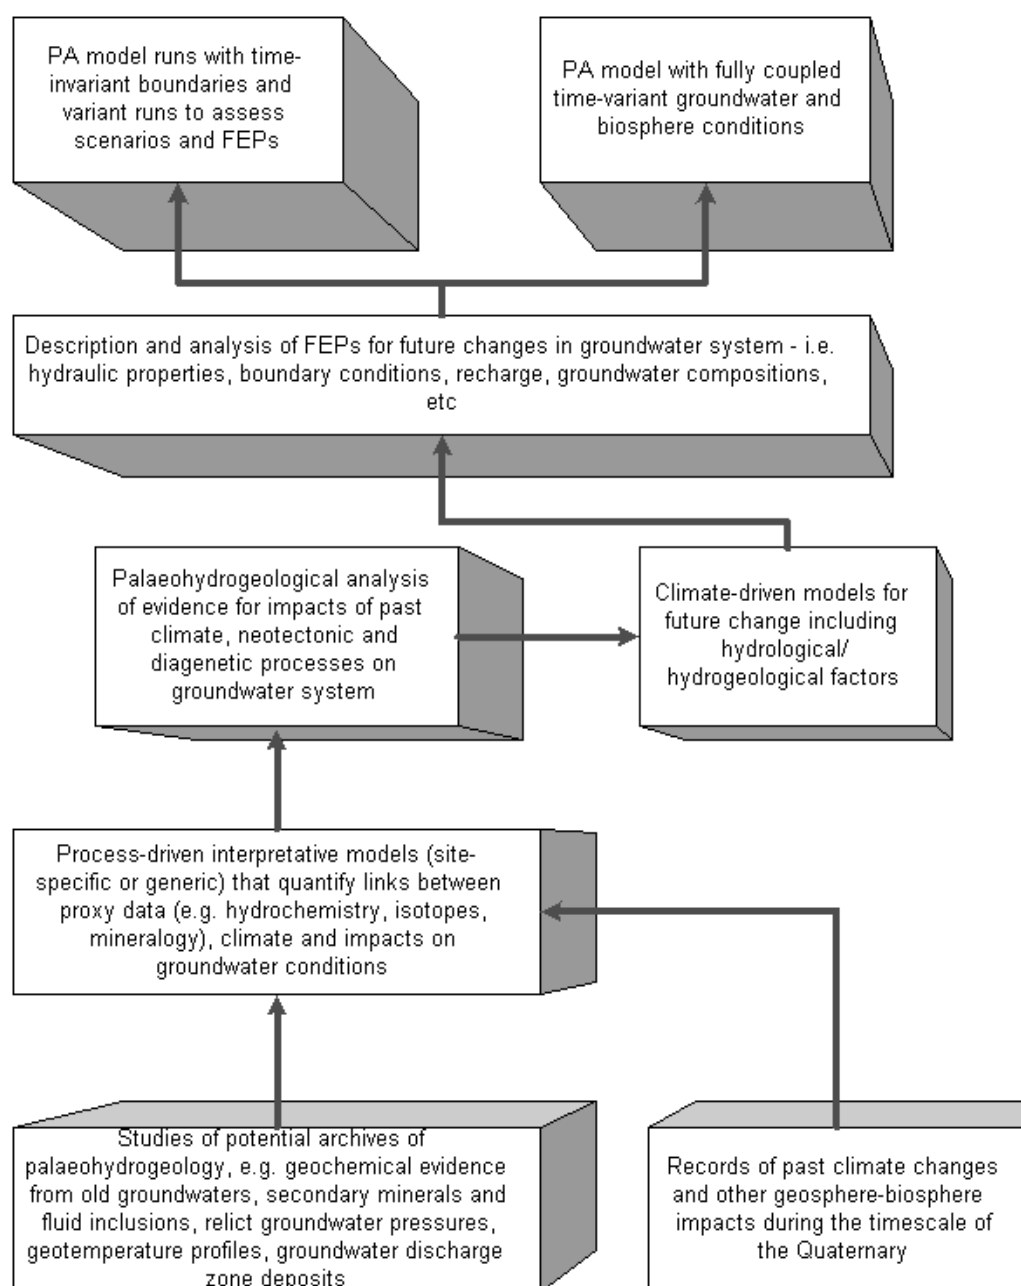 PA model runs with time-
invariant boundaries and
variant runs to assess
scenarios and FEPs
PA model with fully coupled
time-variant groundwater and
biosphere conditions
Description and analysis of FEPs for future changes in groundwater system - i.e.
hydraulic properties, boundary conditions, recharge, groundwater compositions,
etc
Palaeohydrogeological analysis
of evidence for impacts of past
climate, neotectonic and
diagenetic processes on
groundwater system
Climate-driven models for
future change including
hydrological/
hydrogeological factors
Process-driven interpretative models (site-
specific or generic) that quantify links between
proxy data (e.g. hydrochemistry, isotopes,
mineralogy), climate and impacts on
groundwater conditions
Studies of potential archives of
palaeohydrogeology, e.g. geochemical evidence
from old groundwaters, secondary minerals and
fluid inclusions, relict groundwater pressures,
geotemperature profiles, groundwater discharge
zone deposits
Records of past climate changes
and other geosphere-biosphere
impacts during the timescale of
the Quaternary